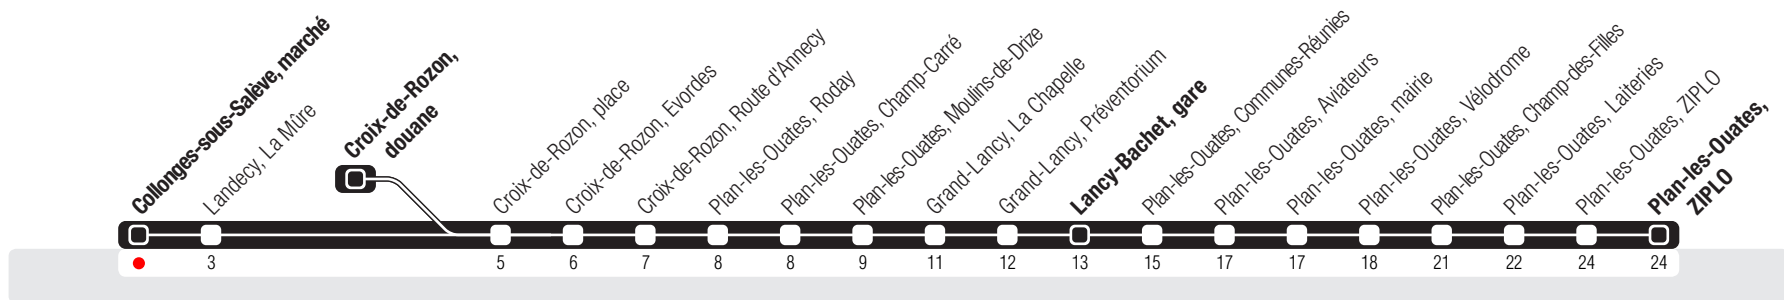 Collonges-sous-Salève, marché
Landecy, La Mûre
Croix-de-Rozon,
douane
Croix-de-Rozon, place
Croix-de-Rozon, Evordes
Croix-de-Rozon, Route d'Annecy
Plan-les-Ouates, Roday
Plan-les-Ouates, Champ-Carré
Plan-les-Ouates, Moulins-de-Drize
Grand-Lancy, La Chapelle
Grand-Lancy, Préventorium
Lancy-Bachet, gare
Plan-les-Ouates, Communes-Réunies
Plan-les-Ouates, Aviateurs
Plan-les-Ouates, mairie
Plan-les-Ouates, Vélodrome
Plan-les-Ouates, Champ-des-Filles
Plan-les-Ouates, Laiteries
Plan-les-Ouates, ZIPLO
Plan-les-Ouates,
ZIPLO
3 5 6 7 8 8 9 11 12 13 15 17 17 18 21 22 24 24